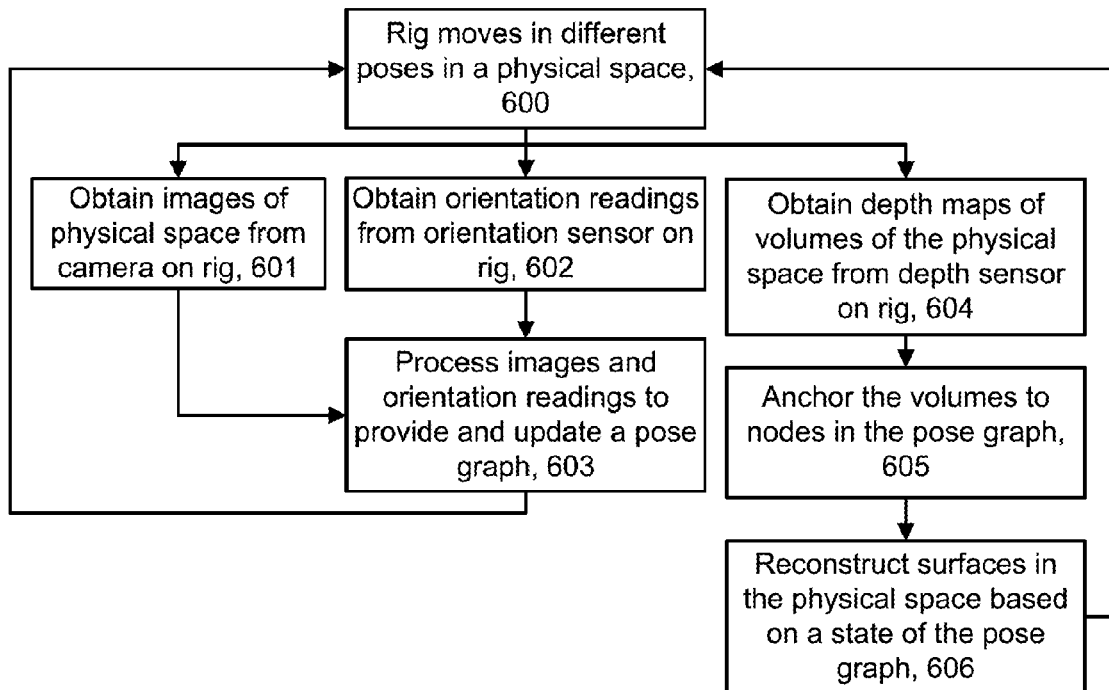 Rig moves in different
poses in a physical space,
600
Obtain images of
physical space from
camera on rig, 601
Obtain orientation readings
from orientation sensor on
rig, 602
Obtain depth maps of
volumes of the physical
space from depth sensor
on rig, 604
Process images and
orientation readings to
provide and update a pose
graph, 603
Anchor the volumes to
nodes in the pose graph,
605
Reconstruct surfaces in
the physical space based
on a state of the pose
graph, 606